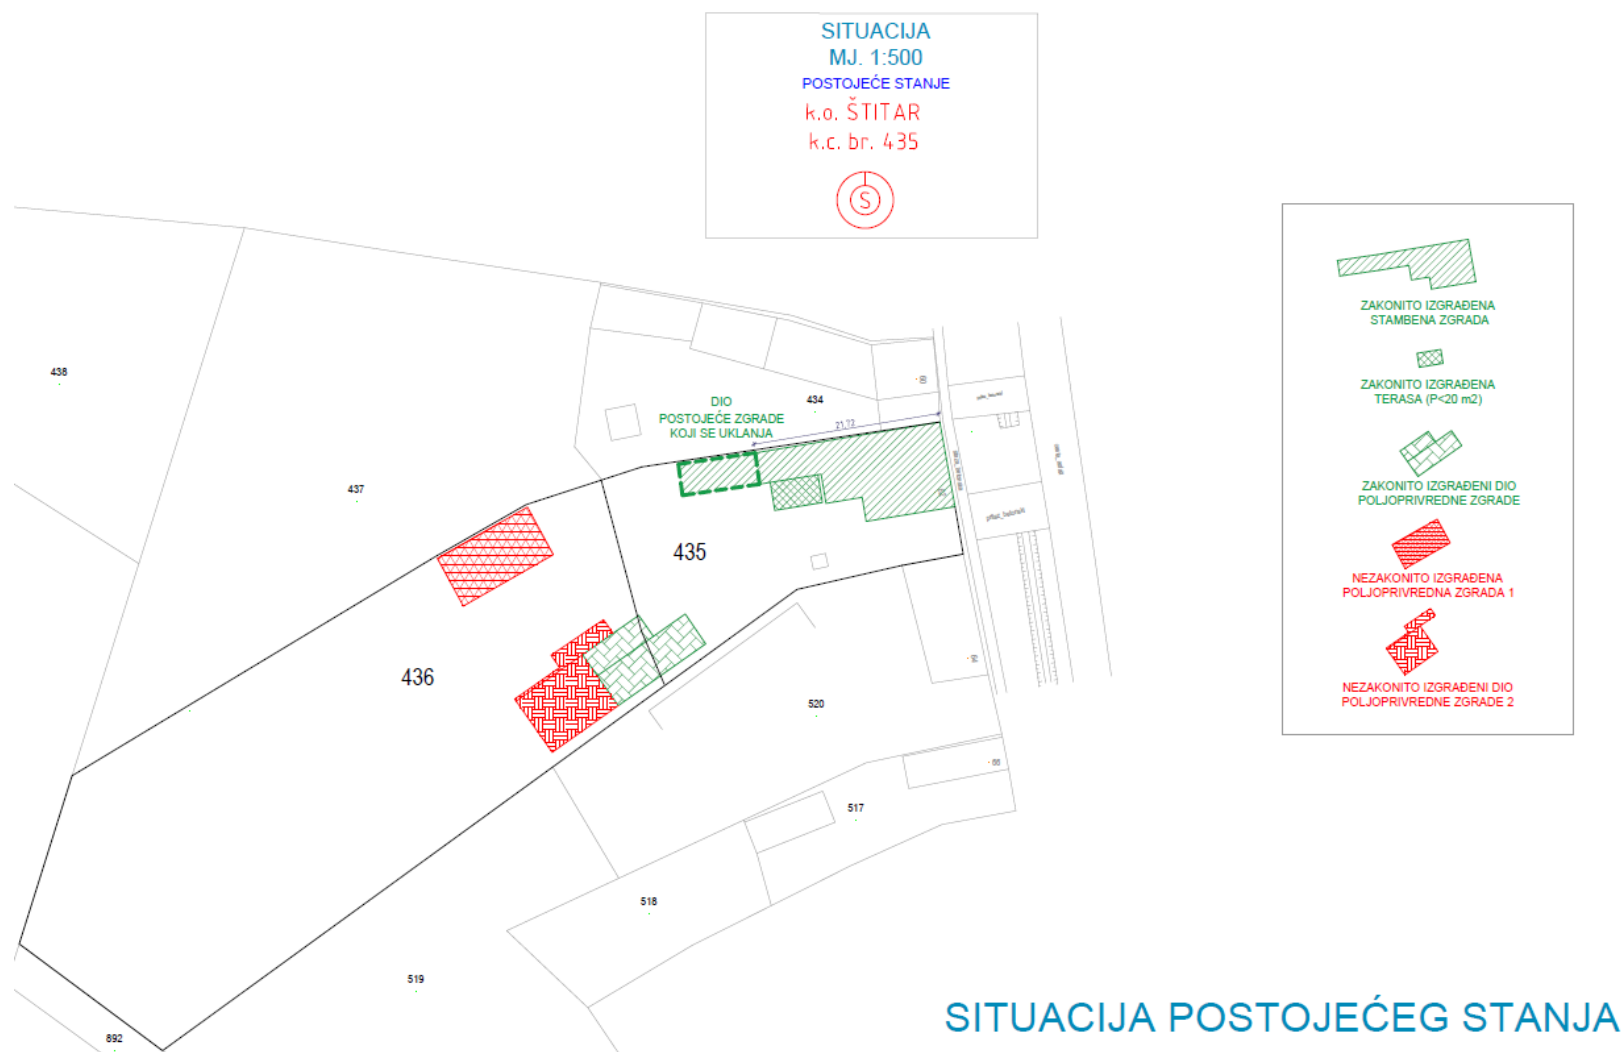 SITUACIJA
MJ. 1:500
POSTOJEĆE STANJE
k.o. ŠTITAR
k.c. br. 435
S
ZAKONITO IZGRAĐENA
STAMBENA ZGRADA
ZAKONITO IZGRAĐENA
TERASA (P<20 m2)
ZAKONITO IZGRAĐENI DIO
POLJOPRIVREDNE ZGRADE
NEZAKONITO IZGRAĐENA
POLJOPRIVREDNA ZGRADA 1
NEZAKONITO IZGRAĐENI DIO
POLJOPRIVREDNE ZGRADE 2
438
437
DIO
POSTOJEĆE ZGRADE
KOJI SE UKLANJA
434
21,72
435
436
520
517
518
519
892
SITUACIJA POSTOJEĆEG STANJA